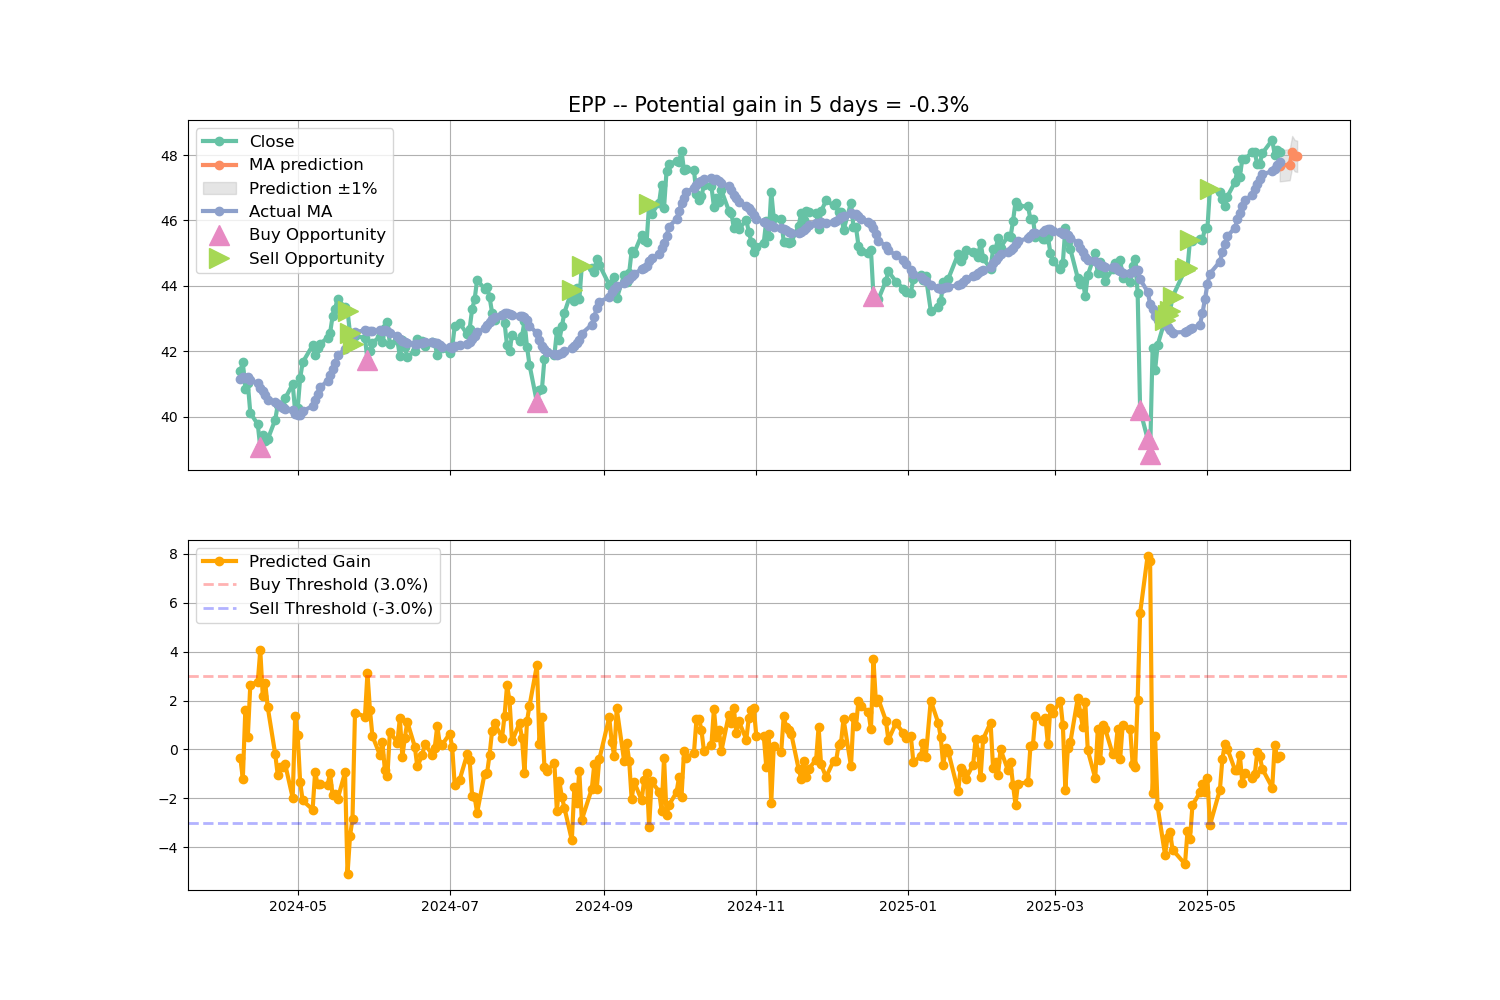 EPP -- Potential gain in 5 days = -0.3%
Close
MA prediction
Prediction ±1%
Actual MA
Buy Opportunity
Sell Opportunity
48
46
44
42
40
Predicted Gain
Buy Threshold (3.0%)
Sell Threshold (-3.0%)
8
6
4
2
0
−2
−4
2024-05 2024-07 2024-09 2024-11 2025-01 2025-03 2025-05